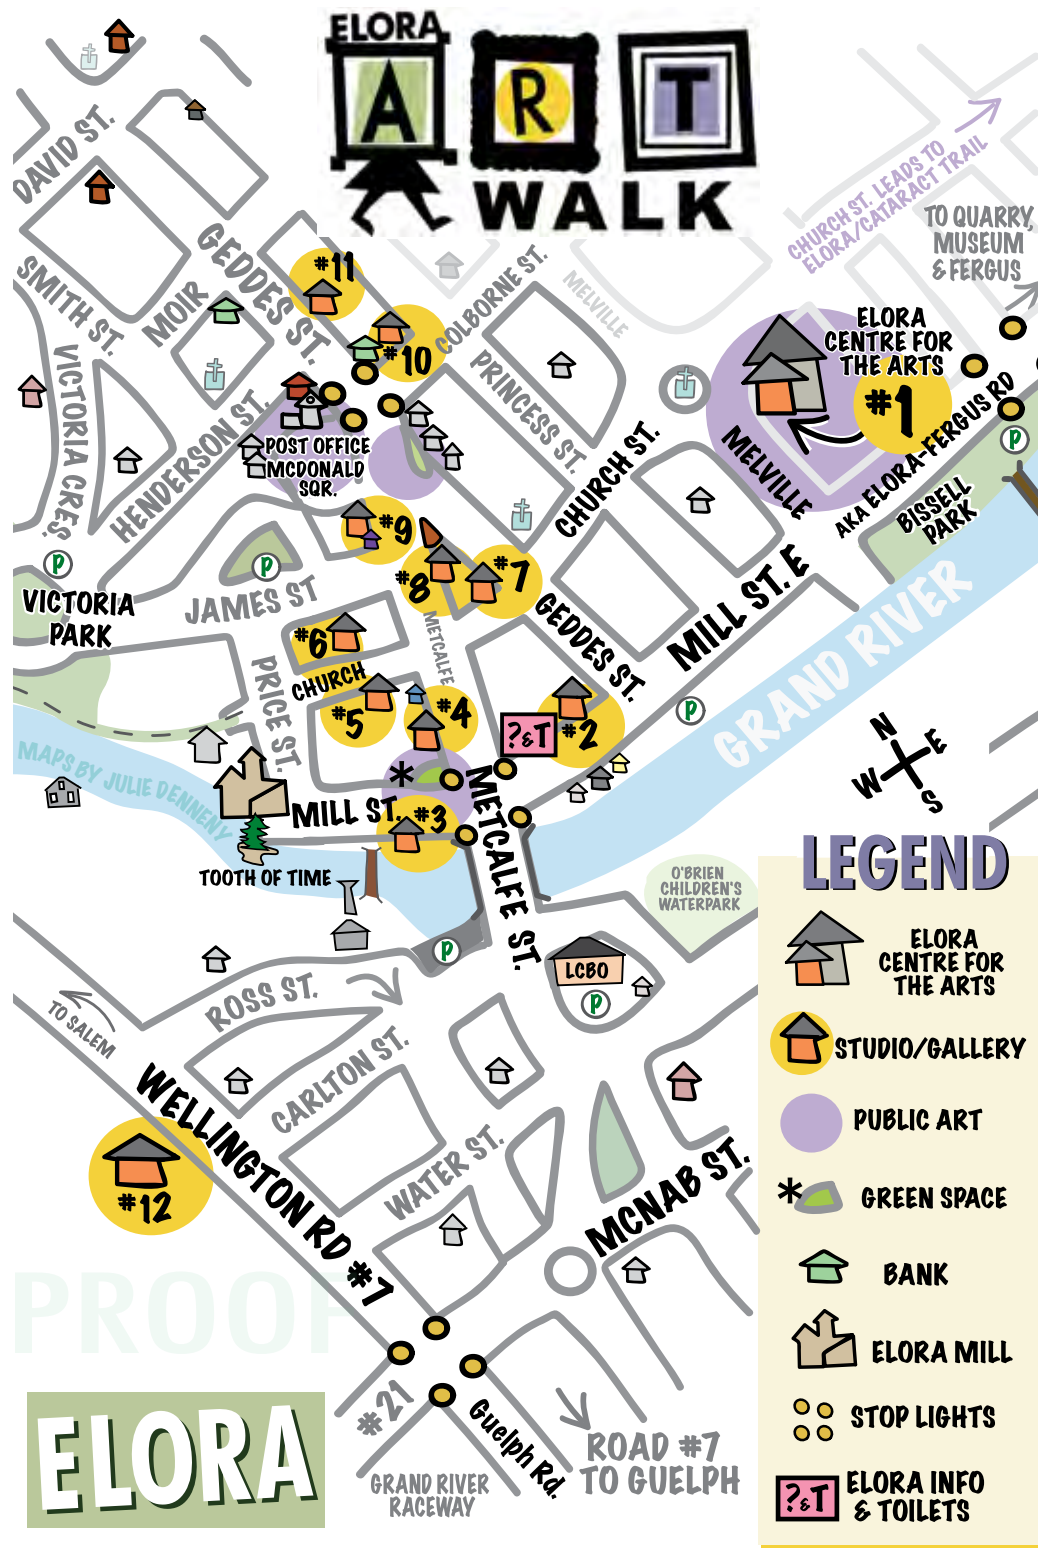 ELORA
ART
WALK
DAVID ST.
CHURCH ST. LEADS TO
ELORA/CATARACT TRAIL
TO QUARRY,
MUSEUM
& FERGUS
GEDDES ST.
#11
SMITH ST.
MOIR
COLBORNE ST.
MELVILLE
#10
ELORA
CENTRE FOR
THE ARTS
#1
VICTORIA CRES.
PRINCESS ST.
HENDERSON ST.
POST OFFICE
MCDONALD
SQR.
CHURCH ST.
MELVILLE
AKA ELORA-FERGUS RD
BISSELL
PARK
P
#9
P
P
#8
#7
VICTORIA
PARK
JAMES ST
GEDDES ST.
MILL ST. E
GRAND RIVER
METCALFE
#6
CHURCH
PRICE ST.
#5
#4
?&T
#2
P
N
E
W
S
MAPS BY JULIE DENNENY
*
MILL ST.
#3
METCALFE ST.
TOOTH OF TIME
O'BRIEN
CHILDREN'S
WATERPARK
P
LCBO
P
ROSS ST.
TO SALEM
CARLTON ST.
WELLINGTON RD #7
WATER ST.
MCNAB ST.
#12
PROOF
#21
Guelph Rd.
ROAD #7
TO GUELPH
GRAND RIVER
RACEWAY
ELORA
LEGEND
ELORA
CENTRE FOR
THE ARTS
STUDIO/GALLERY
PUBLIC ART
* GREEN SPACE
BANK
ELORA MILL
STOP LIGHTS
?&T
ELORA INFO
& TOILETS